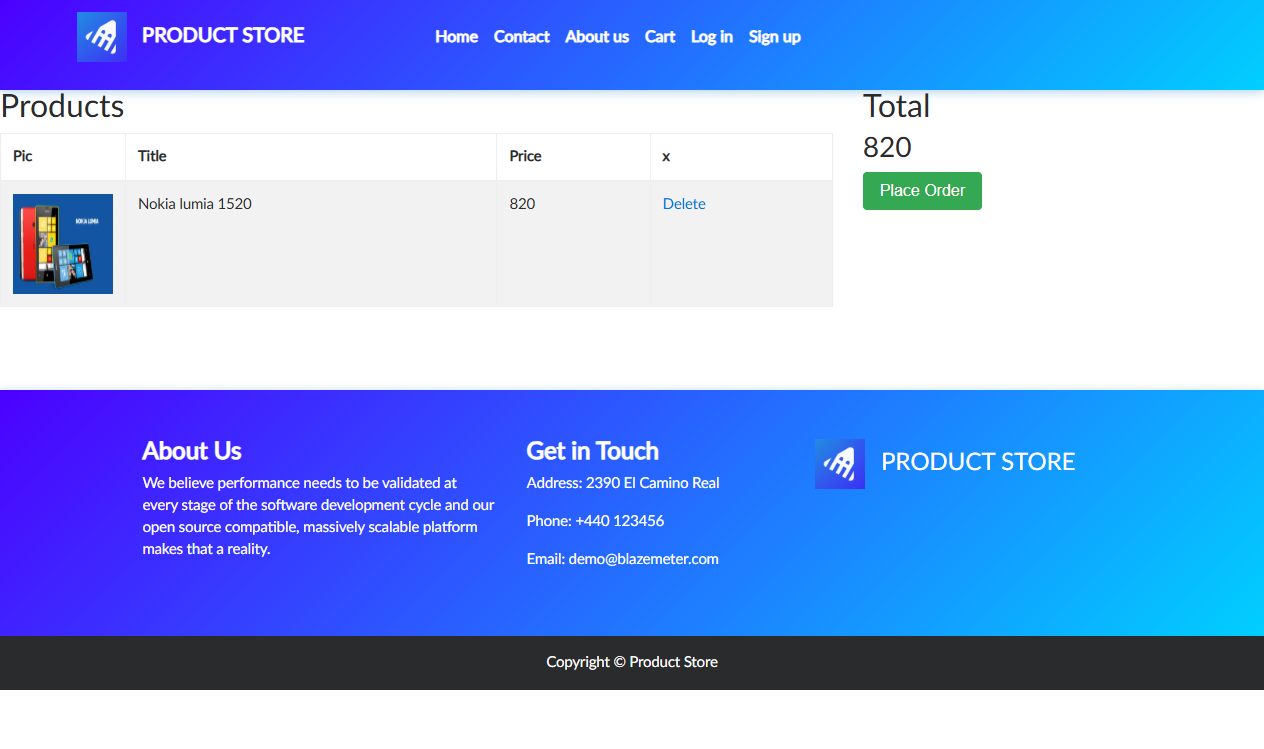 PRODUCT STORE
Home Contact About us Cart Log in Sign up
Products
Pic Title Price x
NOKIA LUMIA
Nokia lumia 1520 820 Delete
Total
820
Place Order
About Us
We believe performance needs to be validated at
every stage of the software development cycle and our
open source compatible, massively scalable platform
makes that a reality.
Get in Touch
Address: 2390 El Camino Real
Phone: +440 123456
Email: demo@blazemeter.com
PRODUCT STORE
Copyright © Product Store